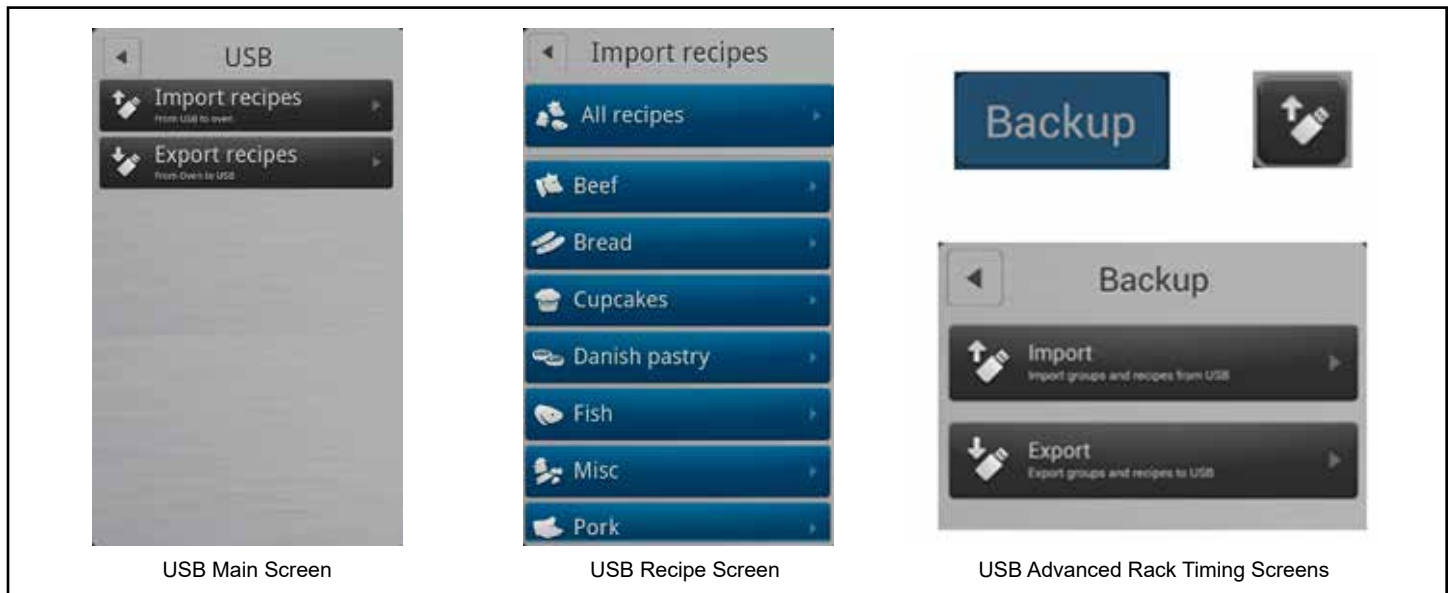 USB
Import recipes
From USB to oven
Export recipes
From Oven to USB
USB Main Screen
Import recipes
All recipes
Beef
Bread
Cupcakes
Danish pastry
Fish
Misc
Pork
USB Recipe Screen
Backup
Backup
Import
Import groups and recipes from USB
Export
Export groups and recipes to USB
USB Advanced Rack Timing Screens